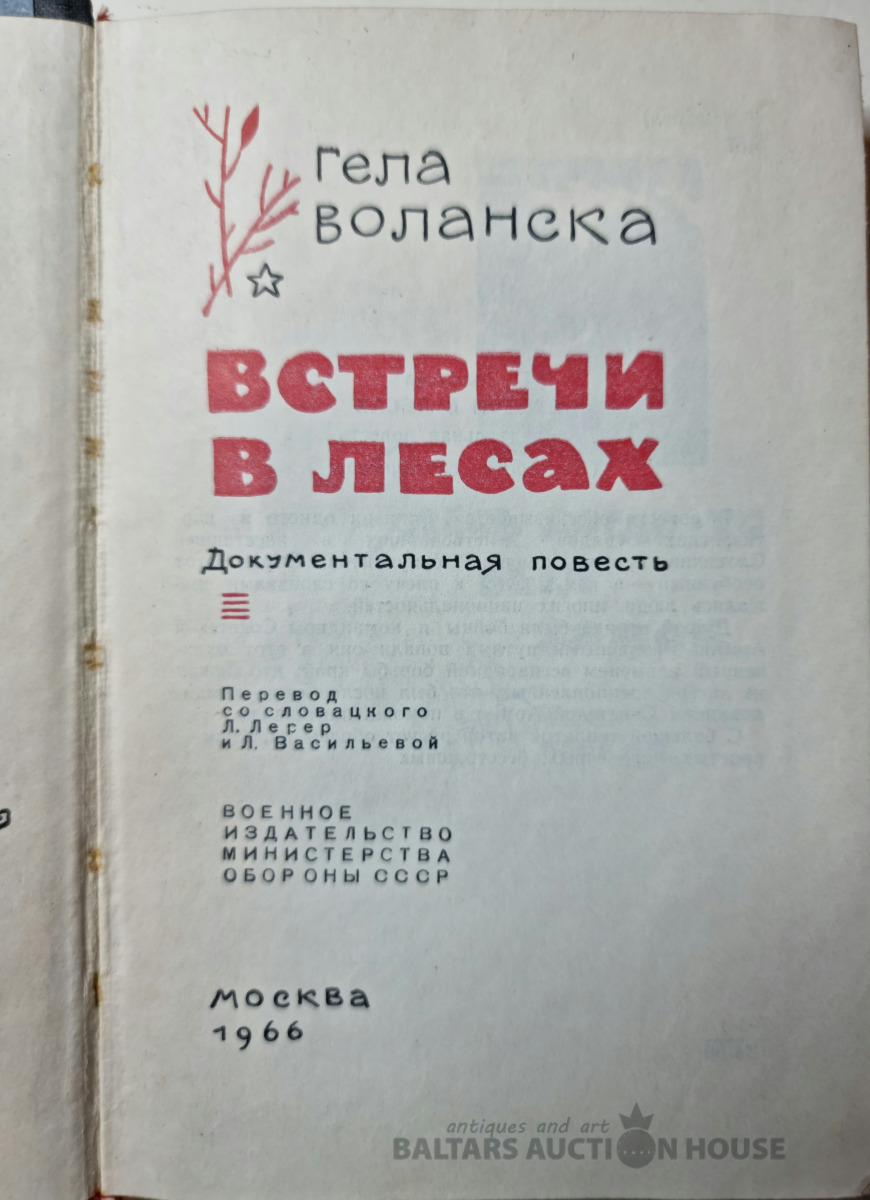 Гела
Воланска
ВСТРЕЧИ
В ЛЕСАХ
Документальная повесть
Перевод
со словацкого
Л. Лерер
и Л. Васильевой
ВОЕННОЕ
ИЗДАТЕЛЬСТВО
МИНИСТЕРСТВА
ОБОРОНЫ СССР
МОСКВА
1966
antiques and art
BALTARS AUCTION HOUSE